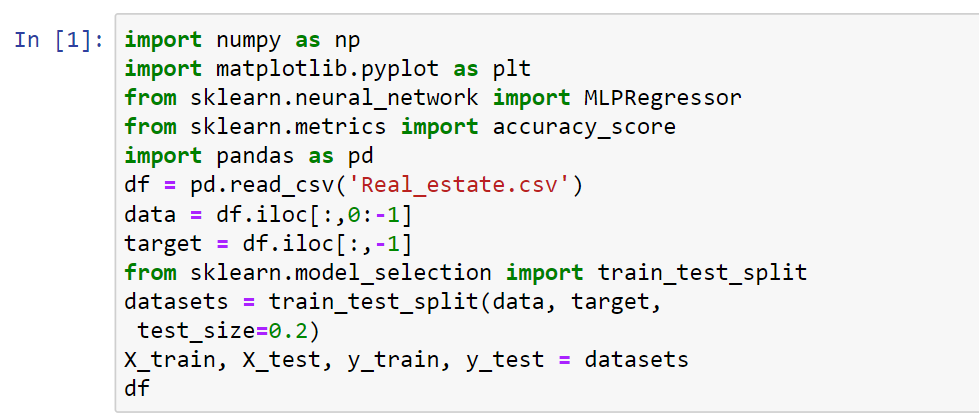 In [1]: import numpy as np
import matplotlib.pyplot as plt
from sklearn.neural_network import MLPRegressor
from sklearn.metrics import accuracy_score
import pandas as pd
df = pd.read_csv('Real_estate.csv')
data = df.iloc[:,0:-1]
target = df.iloc[:,-1]
from sklearn.model_selection import train_test_split
datasets = train_test_split(data, target,
 test_size=0.2)
X_train, X_test, y_train, y_test = datasets
df